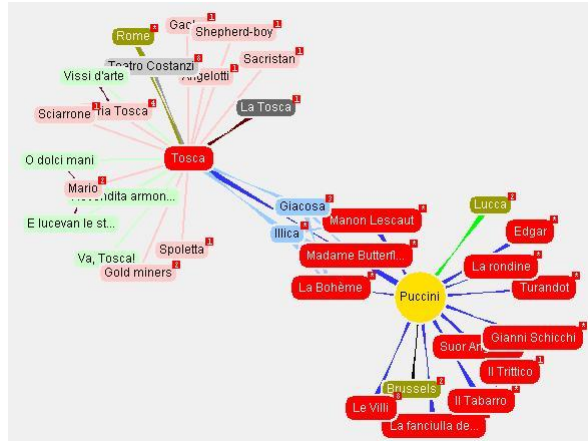 Rome
Shepherd-boy
Teatro Costanzi
Sacristan
Angelotti
Vissi d'arte
La Tosca
Sciarrone
ria Tosca
Tosca
O dolci mani
Mario
ondita armon...
E lucevan le st...
Va, Tosca!
Spoletta
Gold miners
Giacosa
Illica
Manon Lescaut
Madame Butterfl...
La Bohème
Lucca
Edgar
La rondine
Turandot
Puccini
Gianni Schicchi
Suor An
Il Trittico
Brussels
Il Tabarro
Le Villi
La fanciulla de...